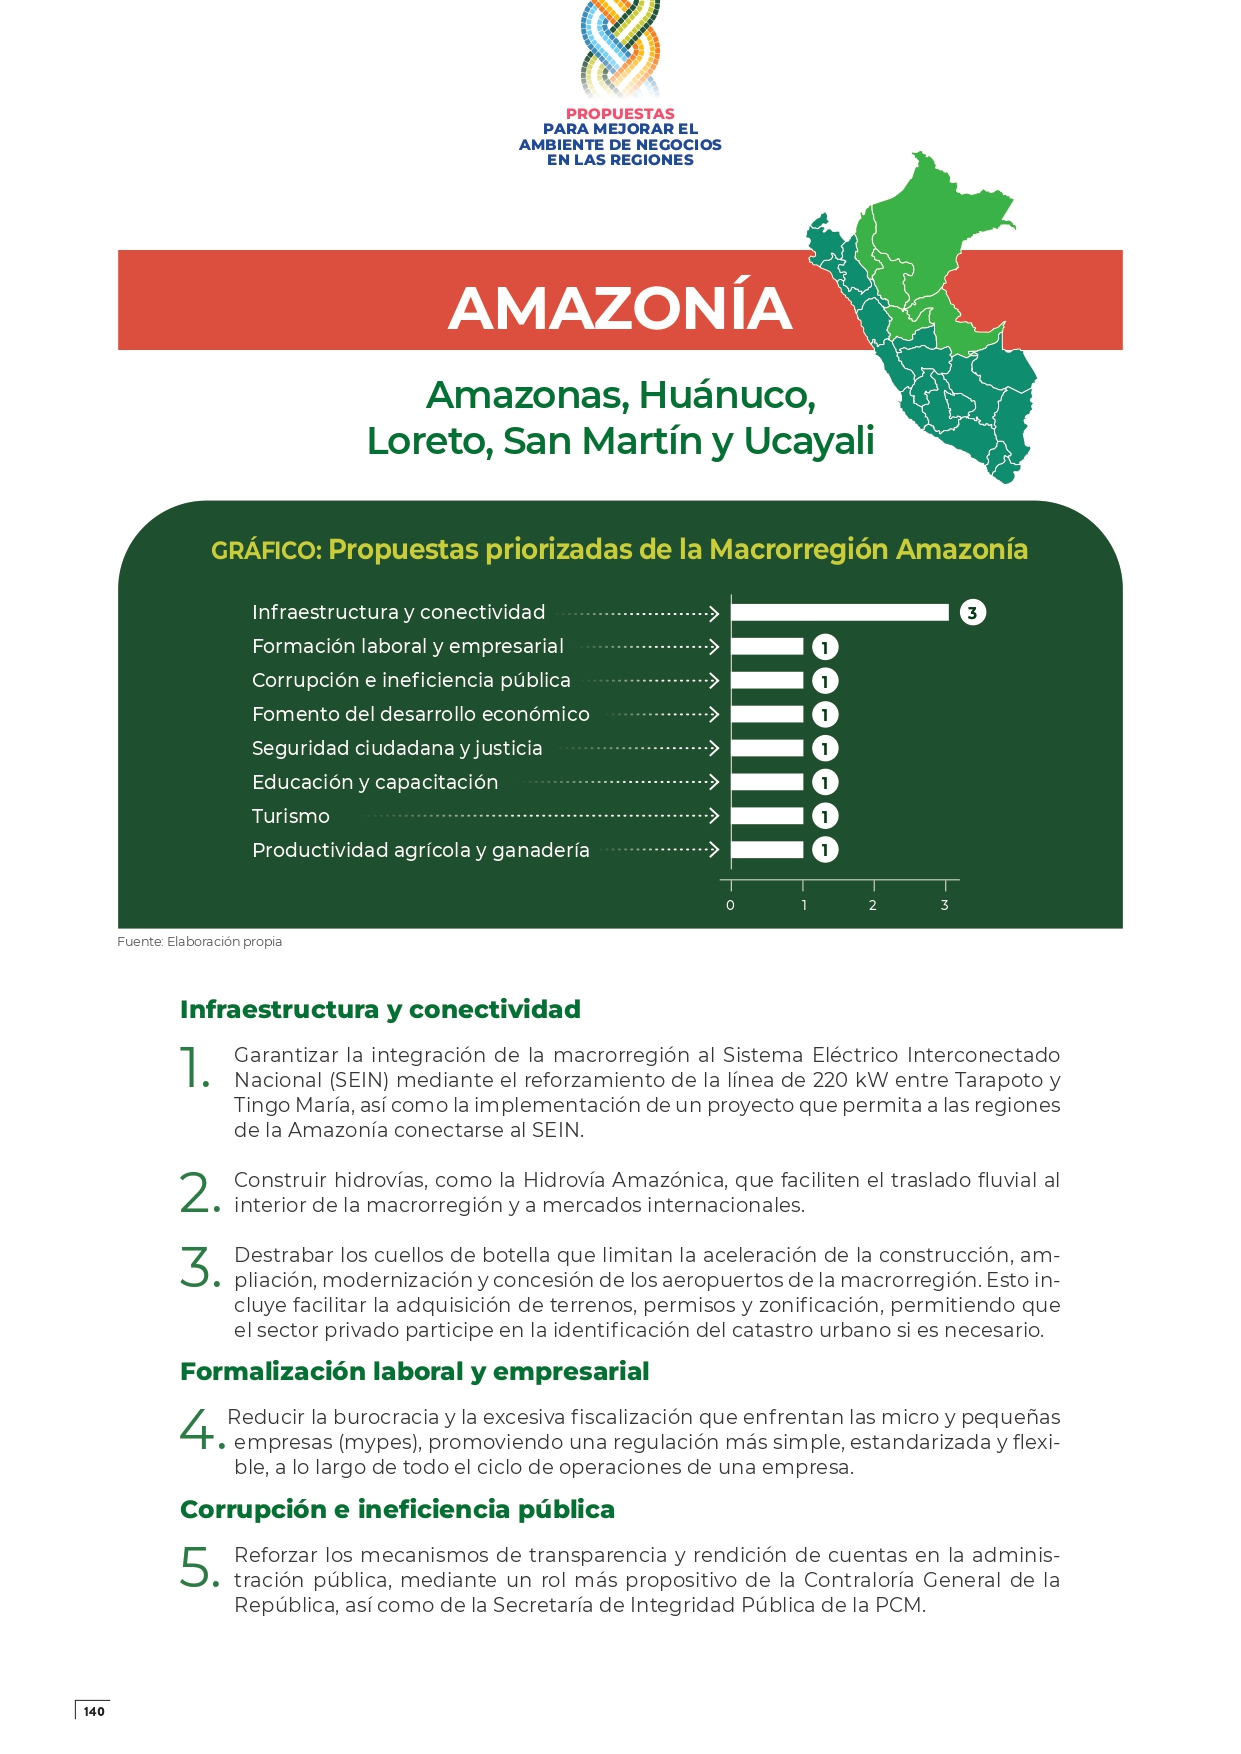 PROPUESTAS
PARA MEJORAR EL
AMBIENTE DE NEGOCIOS
EN LAS REGIONES
AMAZONÍA
Amazonas, Huánuco,
Loreto, San Martín y Ucayali
GRÁFICO: Propuestas priorizadas de la Macrorregión Amazonía
Infraestructura y conectividad 3
Formación laboral y empresarial 1
Corrupción e ineficiencia pública 1
Fomento del desarrollo económico 1
Seguridad ciudadana y justicia 1
Educación y capacitación 1
Turismo 1
Productividad agrícola y ganadería 1
0 1 2 3
Fuente: Elaboración propia
Infraestructura y conectividad
1. Garantizar la integración de la macrorregión al Sistema Eléctrico Interconectado
Nacional (SEIN) mediante el reforzamiento de la línea de 220 kW entre Tarapoto y
Tingo María, así como la implementación de un proyecto que permita a las regiones
de la Amazonía conectarse al SEIN.
2. Construir hidrovías, como la Hidrovía Amazónica, que faciliten el traslado fluvial al
interior de la macrorregión y a mercados internacionales.
3. Destrabar los cuellos de botella que limitan la aceleración de la construcción, am-
pliación, modernización y concesión de los aeropuertos de la macrorregión. Esto in-
cluye facilitar la adquisición de terrenos, permisos y zonificación, permitiendo que
el sector privado participe en la identificación del catastro urbano si es necesario.
Formalización laboral y empresarial
4. Reducir la burocracia y la excesiva fiscalización que enfrentan las micro y pequeñas
empresas (mypes), promoviendo una regulación más simple, estandarizada y flexi-
ble, a lo largo de todo el ciclo de operaciones de una empresa.
Corrupción e ineficiencia pública
5. Reforzar los mecanismos de transparencia y rendición de cuentas en la adminis-
tración pública, mediante un rol más propositivo de la Contraloría General de la
República, así como de la Secretaría de Integridad Pública de la PCM.
140